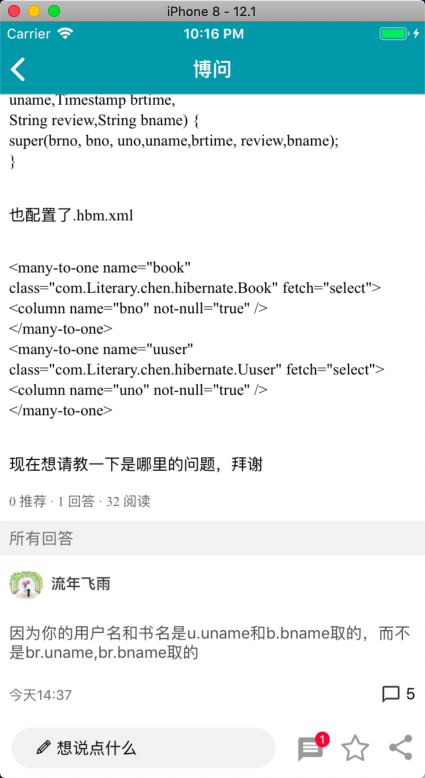 iPhone 8 - 12.1
Carrier 10:16 PM
博问
uname,Timestamp brtime,
String review,String bname) {
super(brno, bno, uno,uname,brtime, review,bname);
}
也配置了.hbm.xml
<many-to-one name="book"
class="com.Literary.chen.hibernate.Book" fetch="select">
<column name="bno" not-null="true" />
</many-to-one>
<many-to-one name="uuser"
class="com.Literary.chen.hibernate.Uuser" fetch="select">
<column name="uno" not-null="true" />
</many-to-one>
现在想请教一下是哪里的问题，拜谢
0 推荐 · 1 回答 · 32 阅读
所有回答
流年飞雨
因为你的用户名和书名是u.uname和b.bname取的，而不
是br.uname,br.bname取的
今天14:37 5
想说点什么 1